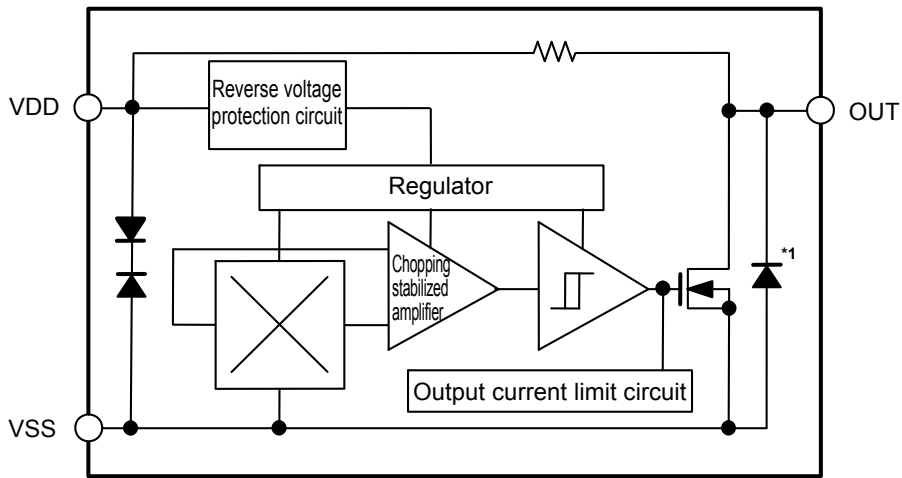 Reverse voltage
protection circuit
VDD
OUT
Regulator
Chopping
stabilized
amplifier
*1
Output current limit circuit
VSS